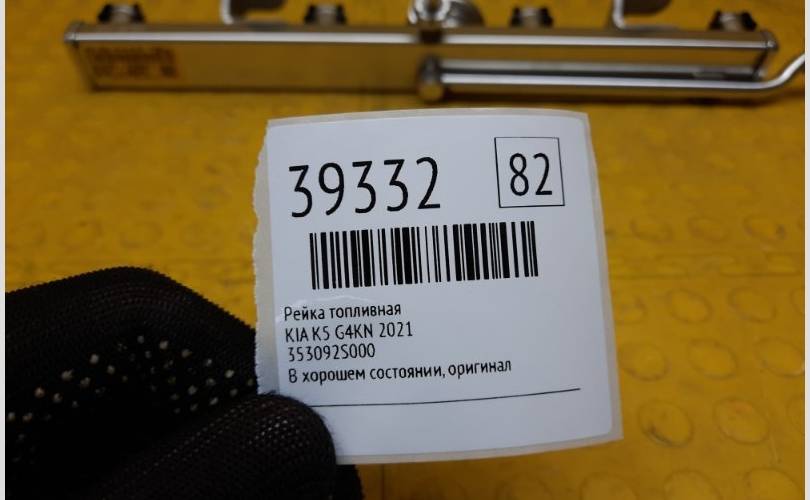 39332
82
Рейка топливная
KIA K5 G4KN 2021
353092S000
В хорошем состоянии, оригинал